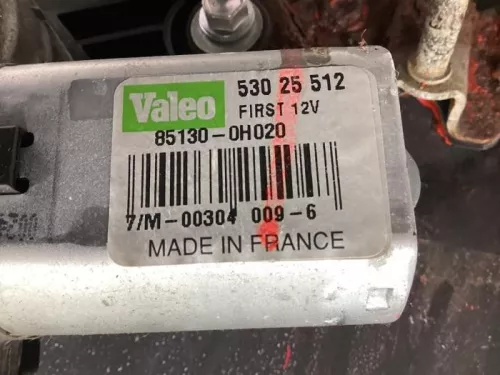 Valeo
530 25 512
FIRST 12V
85130-0H020
7/M-00304 009-6
MADE IN FRANCE